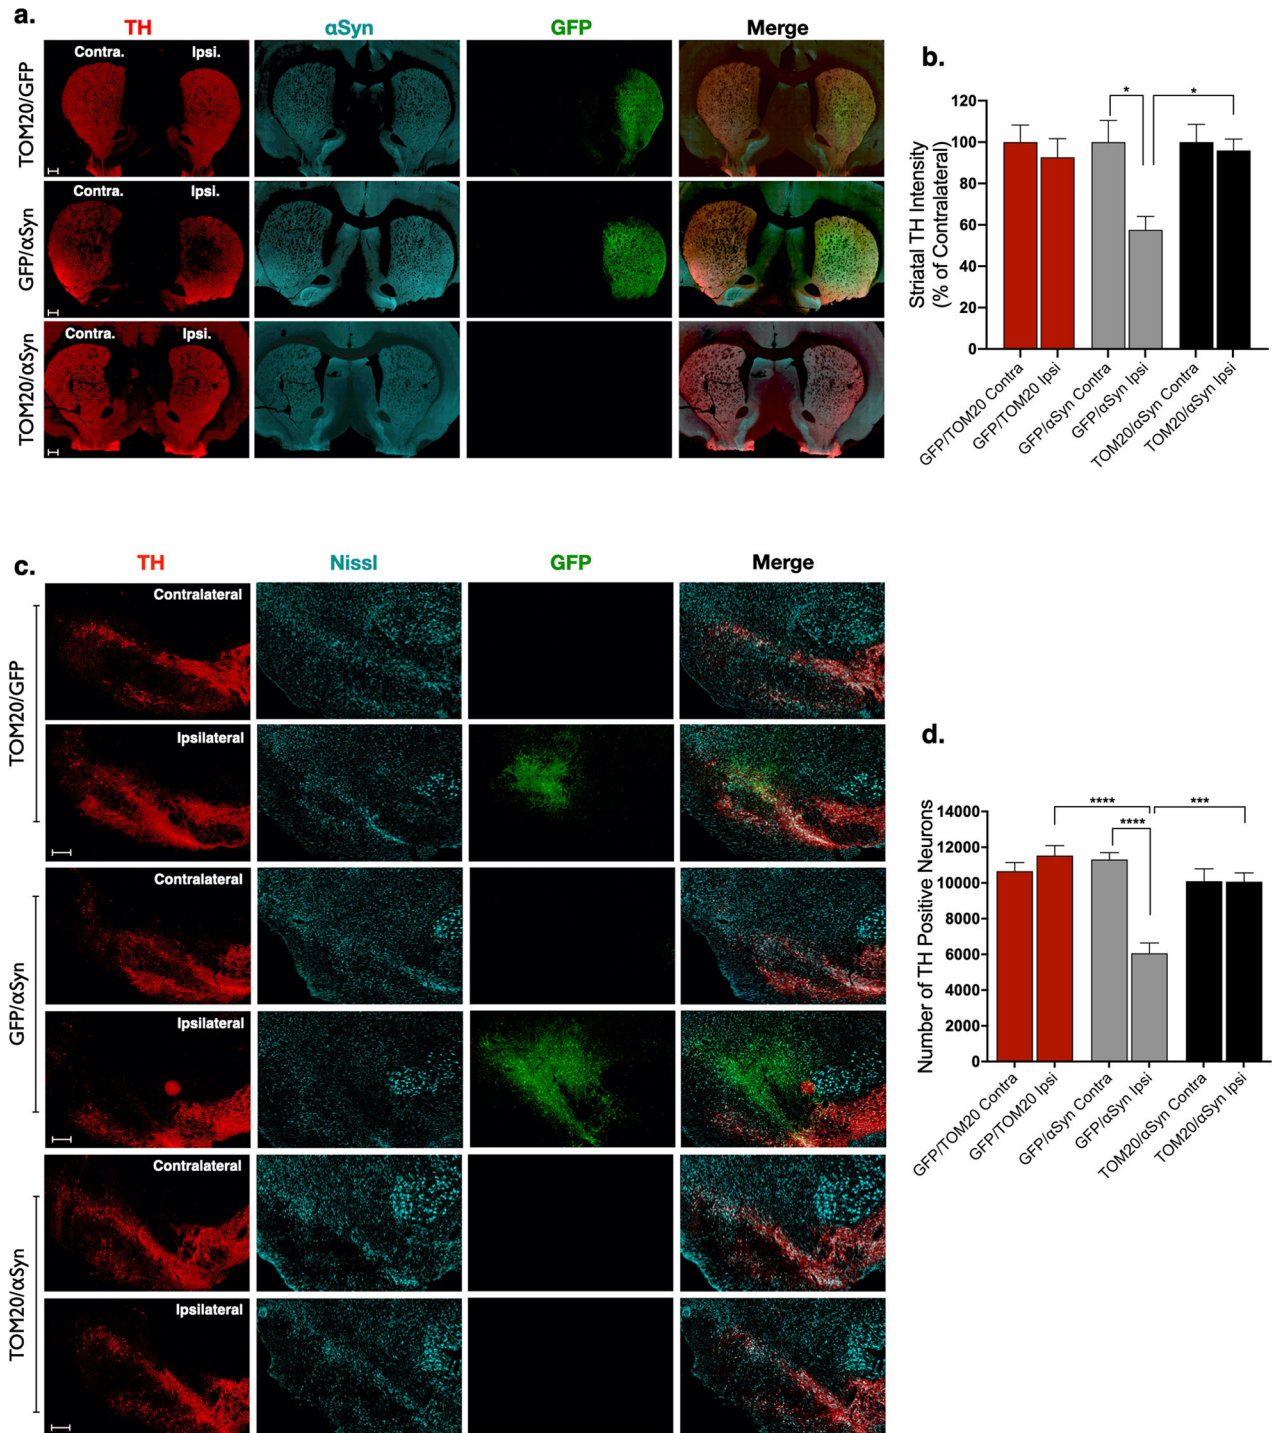 a.
TH αSyn GFP Merge
TOM20/GFP
Contra. Ipsi.
GFP/αSyn
Contra. Ipsi.
TOM20/αSyn
Contra. Ipsi.
b.
Striatal TH Intensity
(% of Contralateral)
120
100
80
60
40
20
0
* *
GFP/TOM20 Contra
GFP/TOM20 Ipsi
GFP/αSyn Contra
GFP/αSyn Ipsi
TOM20/αSyn Contra
TOM20/αSyn Ipsi
c.
TH Nissl GFP Merge
TOM20/GFP
Contralateral
Ipsilateral
GFP/αSyn
Contralateral
Ipsilateral
TOM20/αSyn
Contralateral
Ipsilateral
d.
Number of TH Positive Neurons
14000
12000
10000
8000
6000
4000
2000
0
**** ***
****
GFP/TOM20 Contra
GFP/TOM20 Ipsi
GFP/αSyn Contra
GFP/αSyn Ipsi
TOM20/αSyn Contra
TOM20/αSyn Ipsi